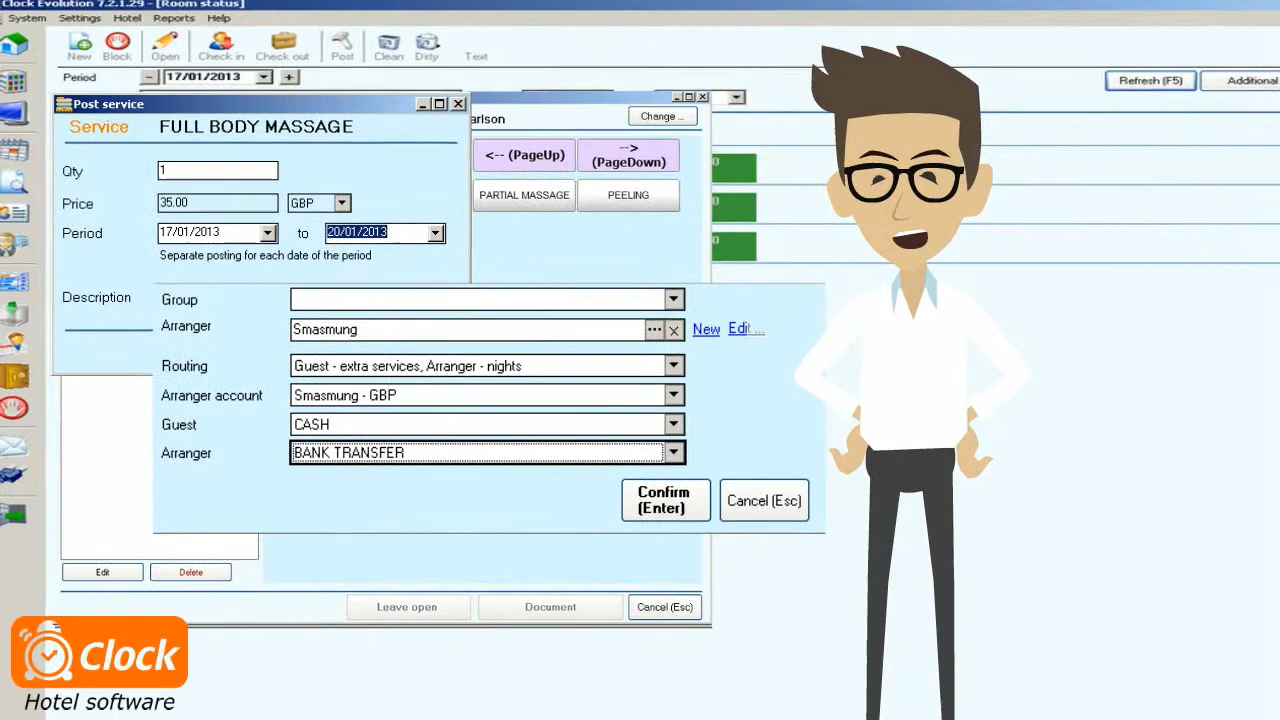 Clock Evolution 7.2.1.29 - [Room status]
System Settings Hotel Reports Help
New Block Open Check in Check out Post Clean Dirty Text
Period − 17/01/2013 +
Refresh (F5) Additional
Post service
arlson Change ...
Service FULL BODY MASSAGE
<-- (PageUp) --> (PageDown)
Qty 1
PARTIAL MASSAGE PEELING
Price 35.00 GBP
Period 17/01/2013 to 20/01/2013
Separate posting for each date of the period
Description
Group
Arranger Smasmung ... x New Edit ...
Routing Guest - extra services, Arranger - nights
Arranger account Smasmung - GBP
Guest CASH
Arranger BANK TRANSFER
Confirm (Enter) Cancel (Esc)
Edit Delete
Leave open Document Cancel (Esc)
Clock
Hotel software